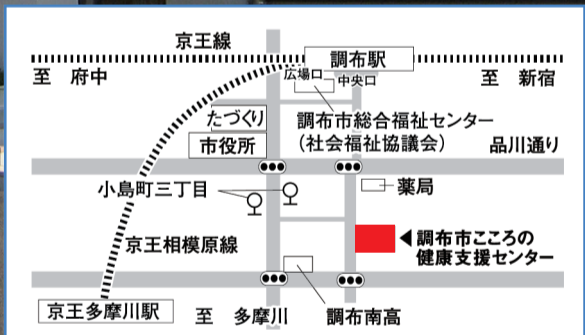 京王線
調布駅
至 府中
広場口
中央口
至 新宿
たづくり
調布市総合福祉センター
(社会福祉協議会)
市役所
品川通り
小島町三丁目
薬局
京王相模原線
◀調布市こころの
健康支援センター
京王多摩川駅
至 多摩川
調布南高